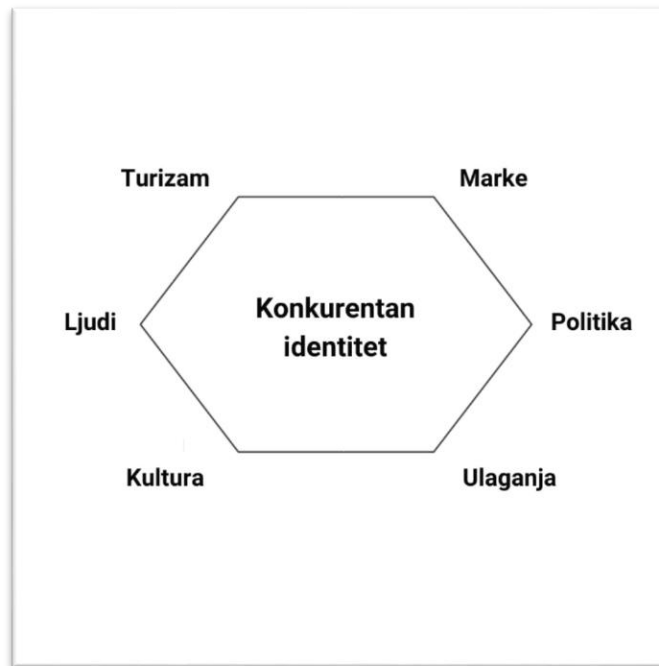 Turizam
Marke
Konkurentan
identitet
Ljudi
Politika
Kultura
Ulaganja